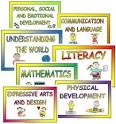 PERSONAL, SOCIAL
AND EMOTIONAL
DEVELOPMENT
COMMUNICATION
AND LANGUAGE
UNDERSTANDING
THE WORLD
LITERACY
MATHEMATICS
EXPRESSIVE ARTS
AND DESIGN
PHYSICAL
DEVELOPMENT